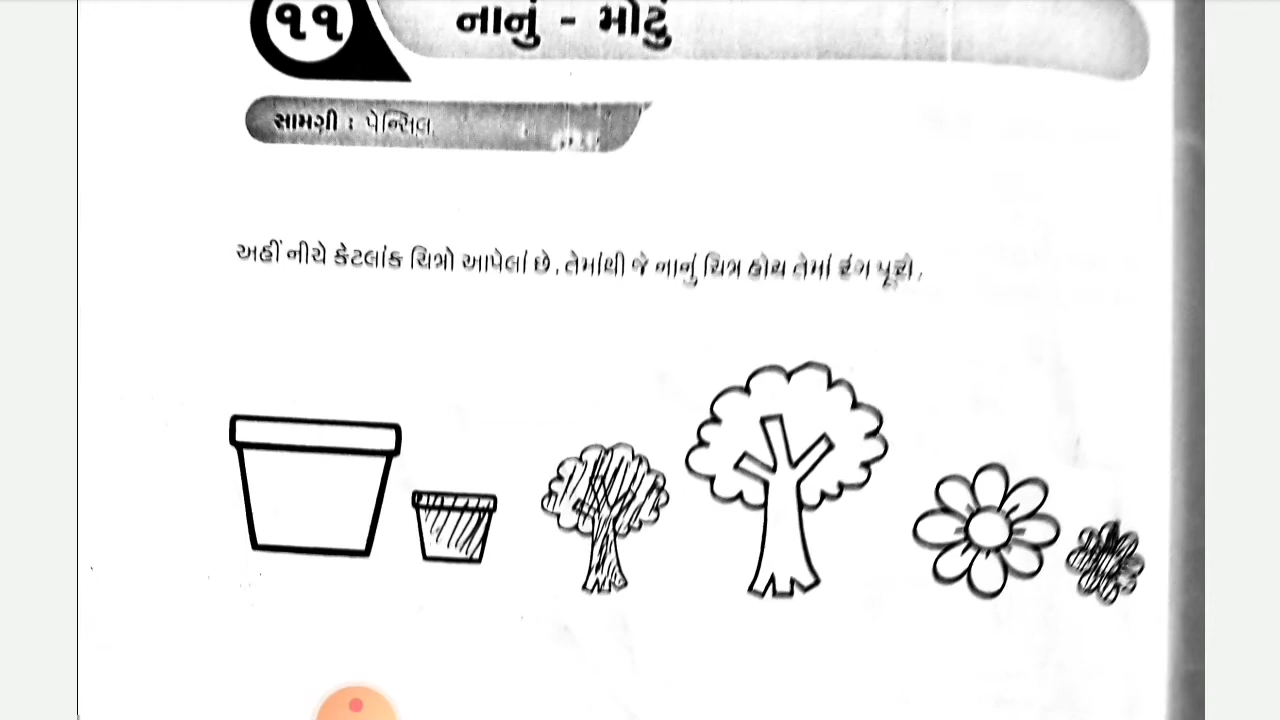 ૧૧
નાનું - મોટું
સામગ્રી : પેન્સિલ
અહીં નીચે કેટલાંક ચિત્રો આપેલાં છે. તેમાંથી જે નાનું ચિત્ર હોય તેમાં રંગ પૂરો.